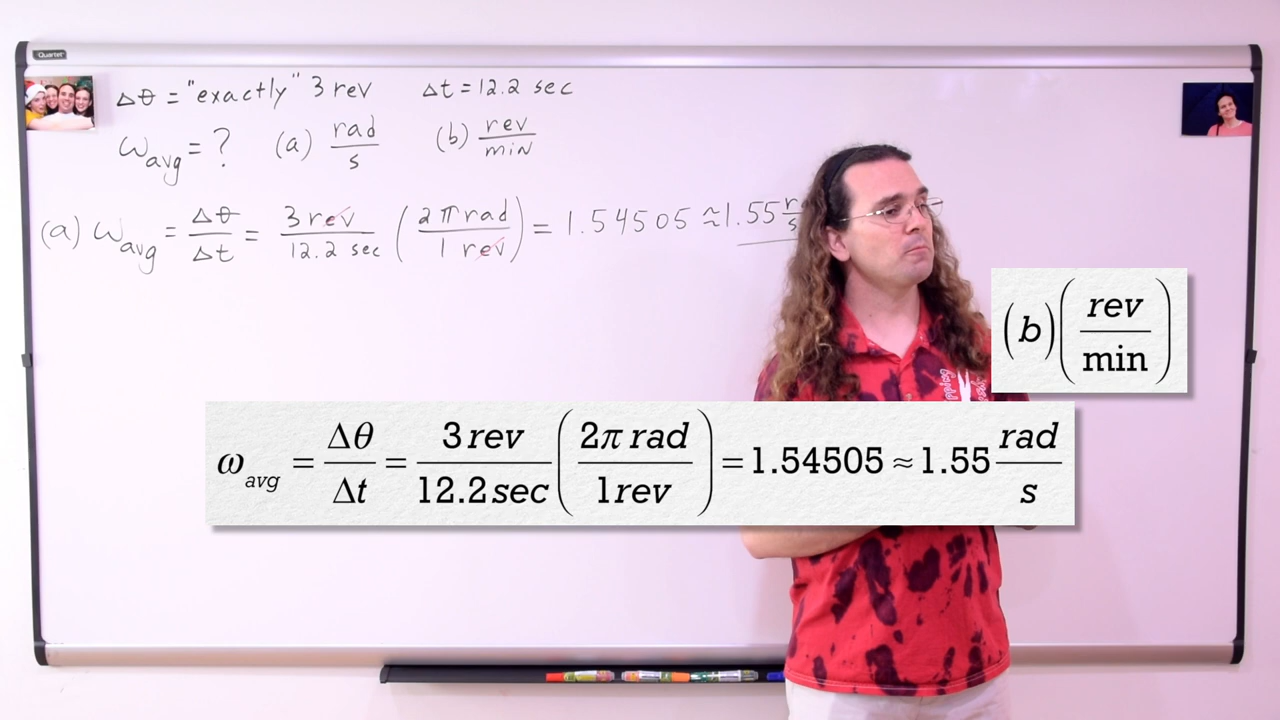 Quartet
Δθ = "exactly" 3 rev Δt = 12.2 sec
ω_avg = ? (a) rad/s (b) rev/min
(a) ω_avg = Δθ/Δt = 3 rev/12.2 sec (2π rad/1 rev) = 1.54505 ≈ 1.55
(b) (rev/min)
ω_avg = Δθ/Δt = 3 rev/12.2 sec (2π rad/1 rev) = 1.54505 ≈ 1.55 rad/s